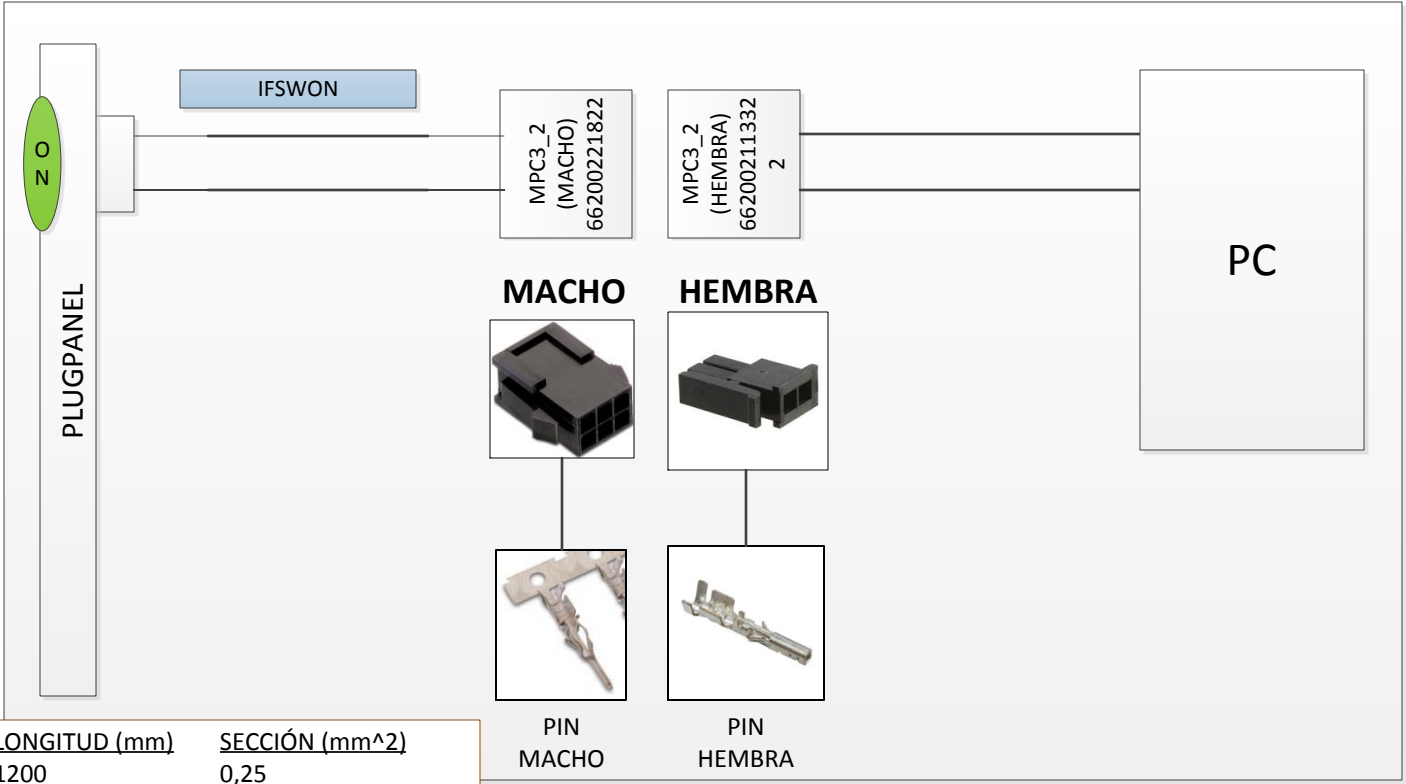 IFSWON
O
N
PLUGPANEL
MPC3_2
(MACHO)
66200221822
MPC3_2
(HEMBRA)
66200211332
2
PC
MACHO
HEMBRA
PIN
MACHO
PIN
HEMBRA
LONGITUD (mm) SECCIÓN (mm^2)
1200 0,25